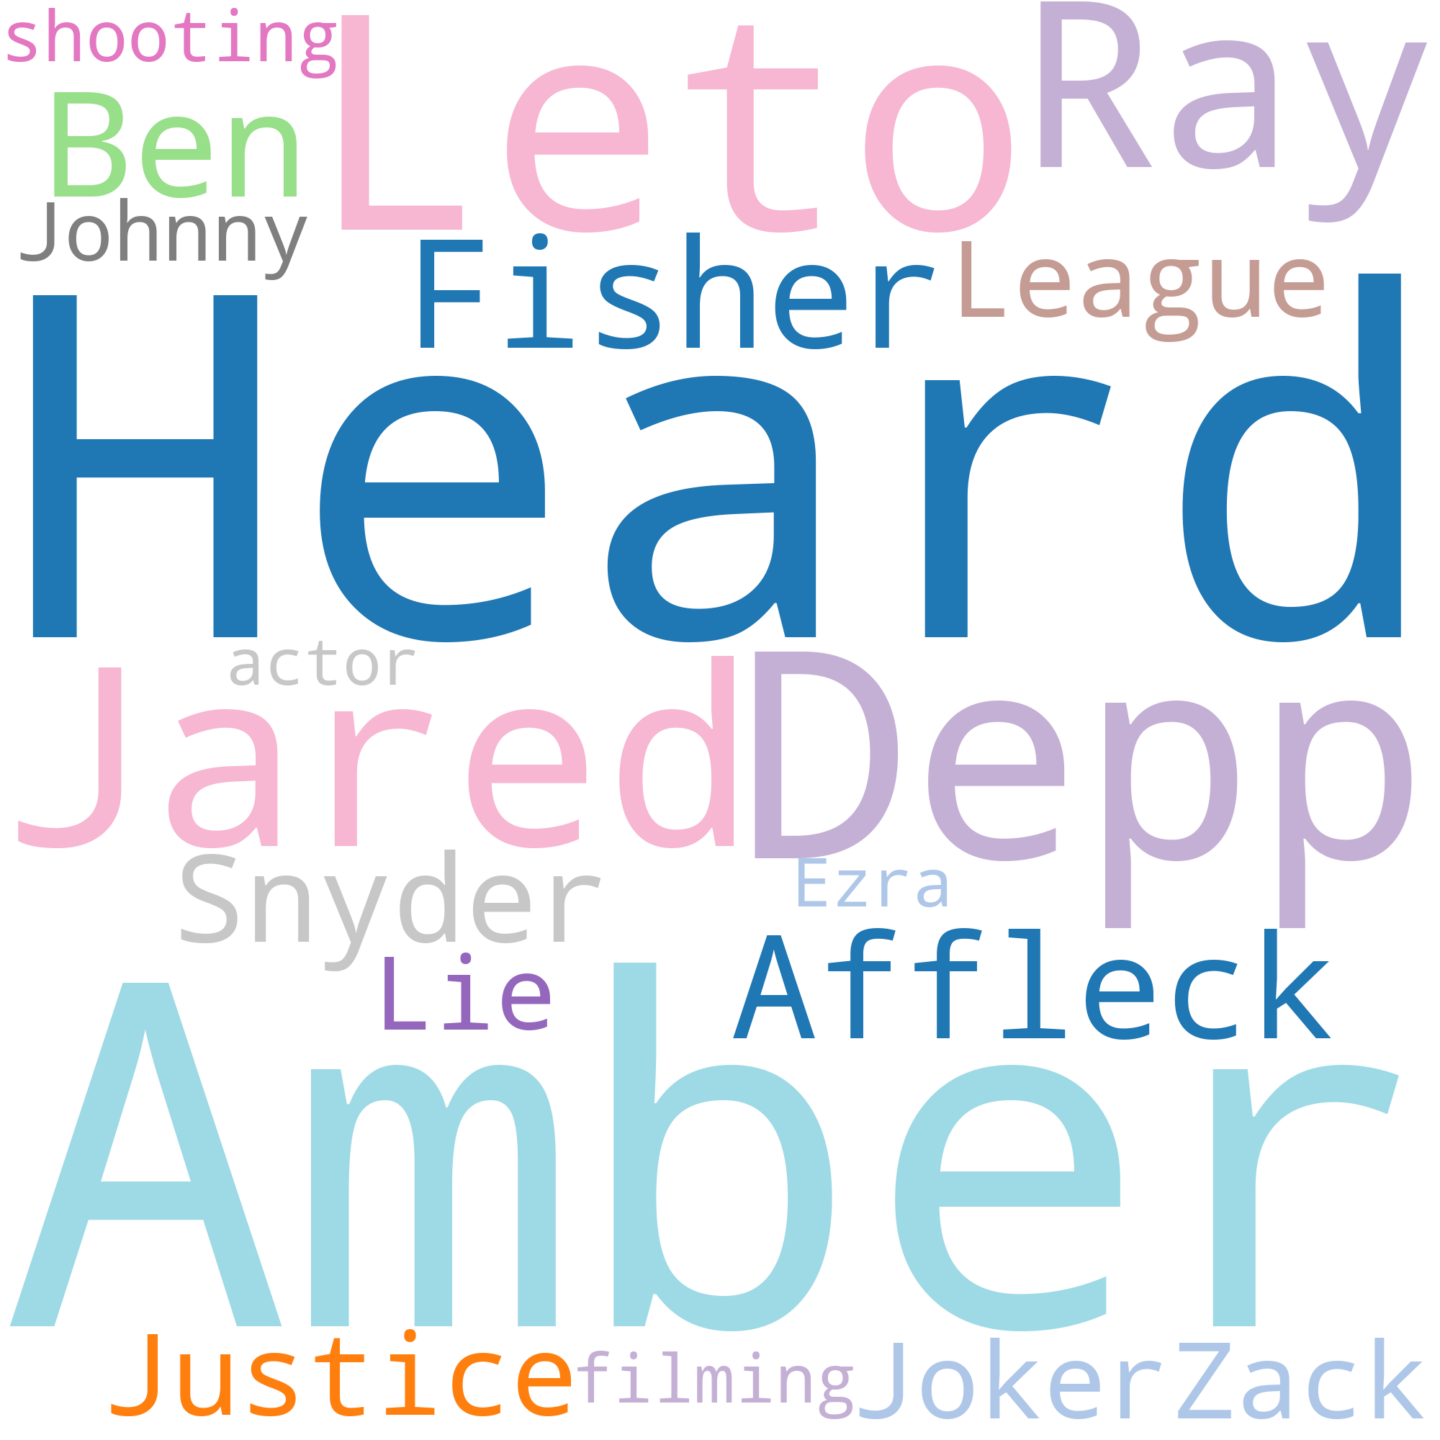 shooting
Leto
Ray
Ben
Johnny
Fisher
League
Heard
actor
Jared
Depp
Snyder
Ezra
Lie
Affleck
Amber
Justice
filming
Joker
Zack